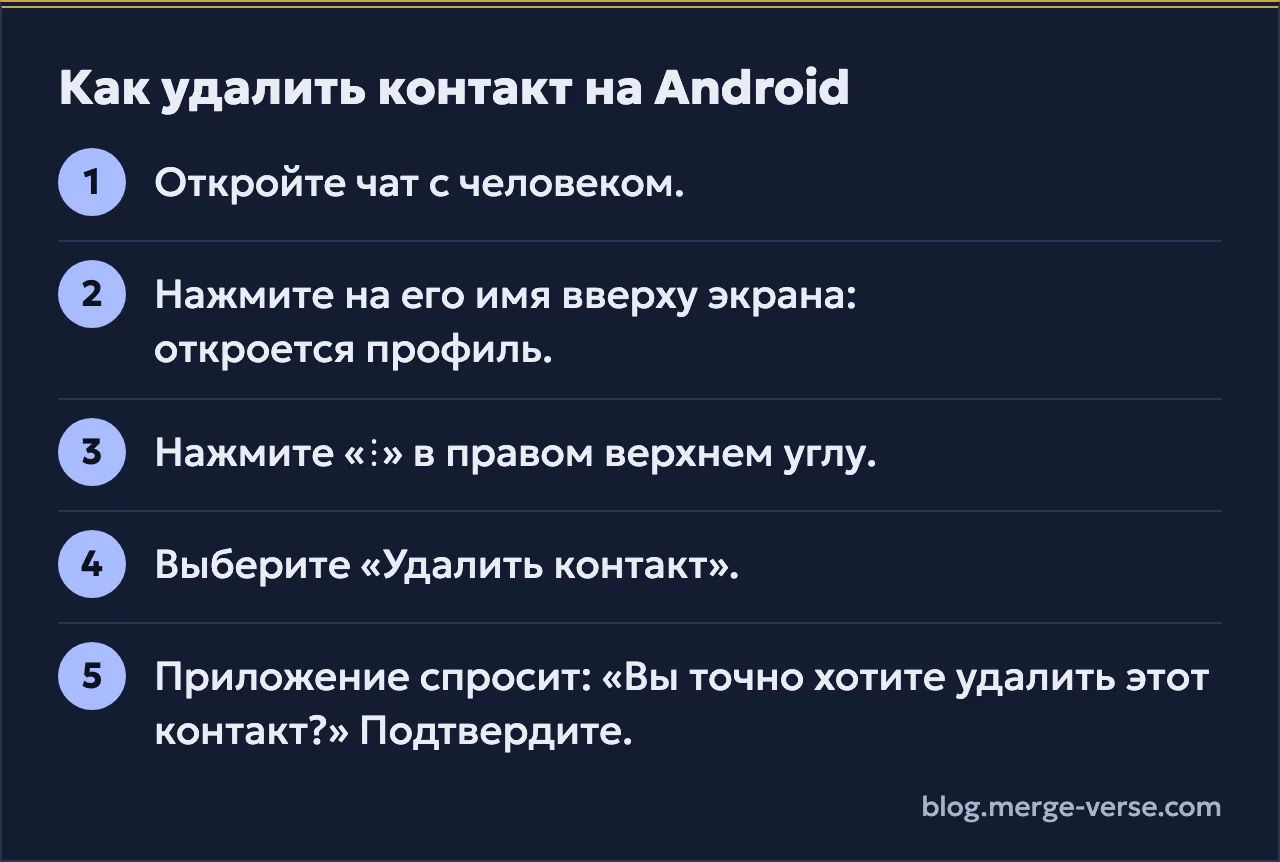 Как удалить контакт на Android
1 Откройте чат с человеком.
2 Нажмите на его имя вверху экрана:
откроется профиль.
3 Нажмите «⋮» в правом верхнем углу.
4 Выберите «Удалить контакт».
5 Приложение спросит: «Вы точно хотите удалить этот
контакт?» Подтвердите.
blog.merge-verse.com